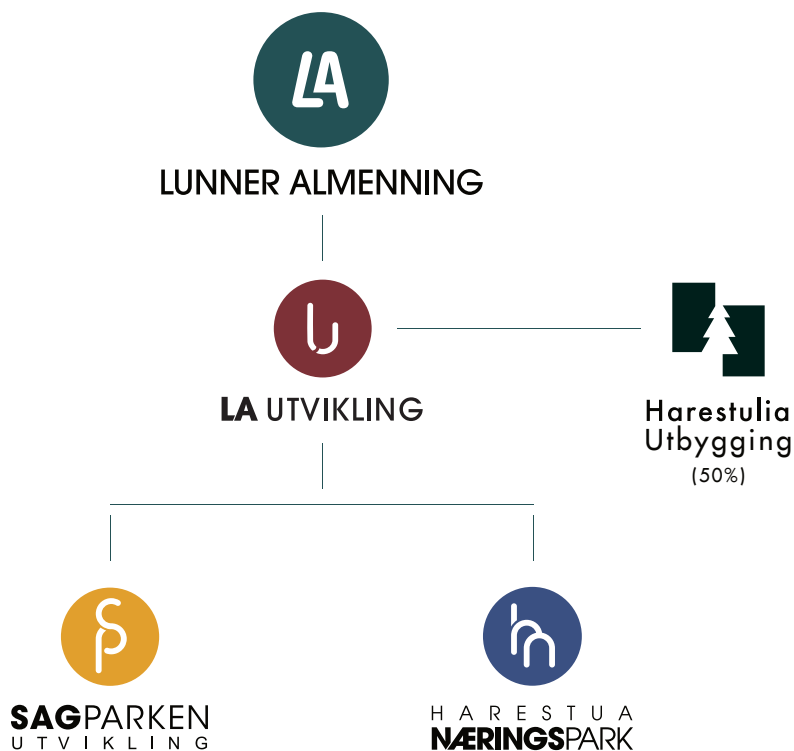 LA
LUNNER ALMENNING
LA UTVIKLING
Harestulia
Utbygging
(50%)
SAGPARKEN
UTVIKLING
HARESTUA
NÆRINGSPARK